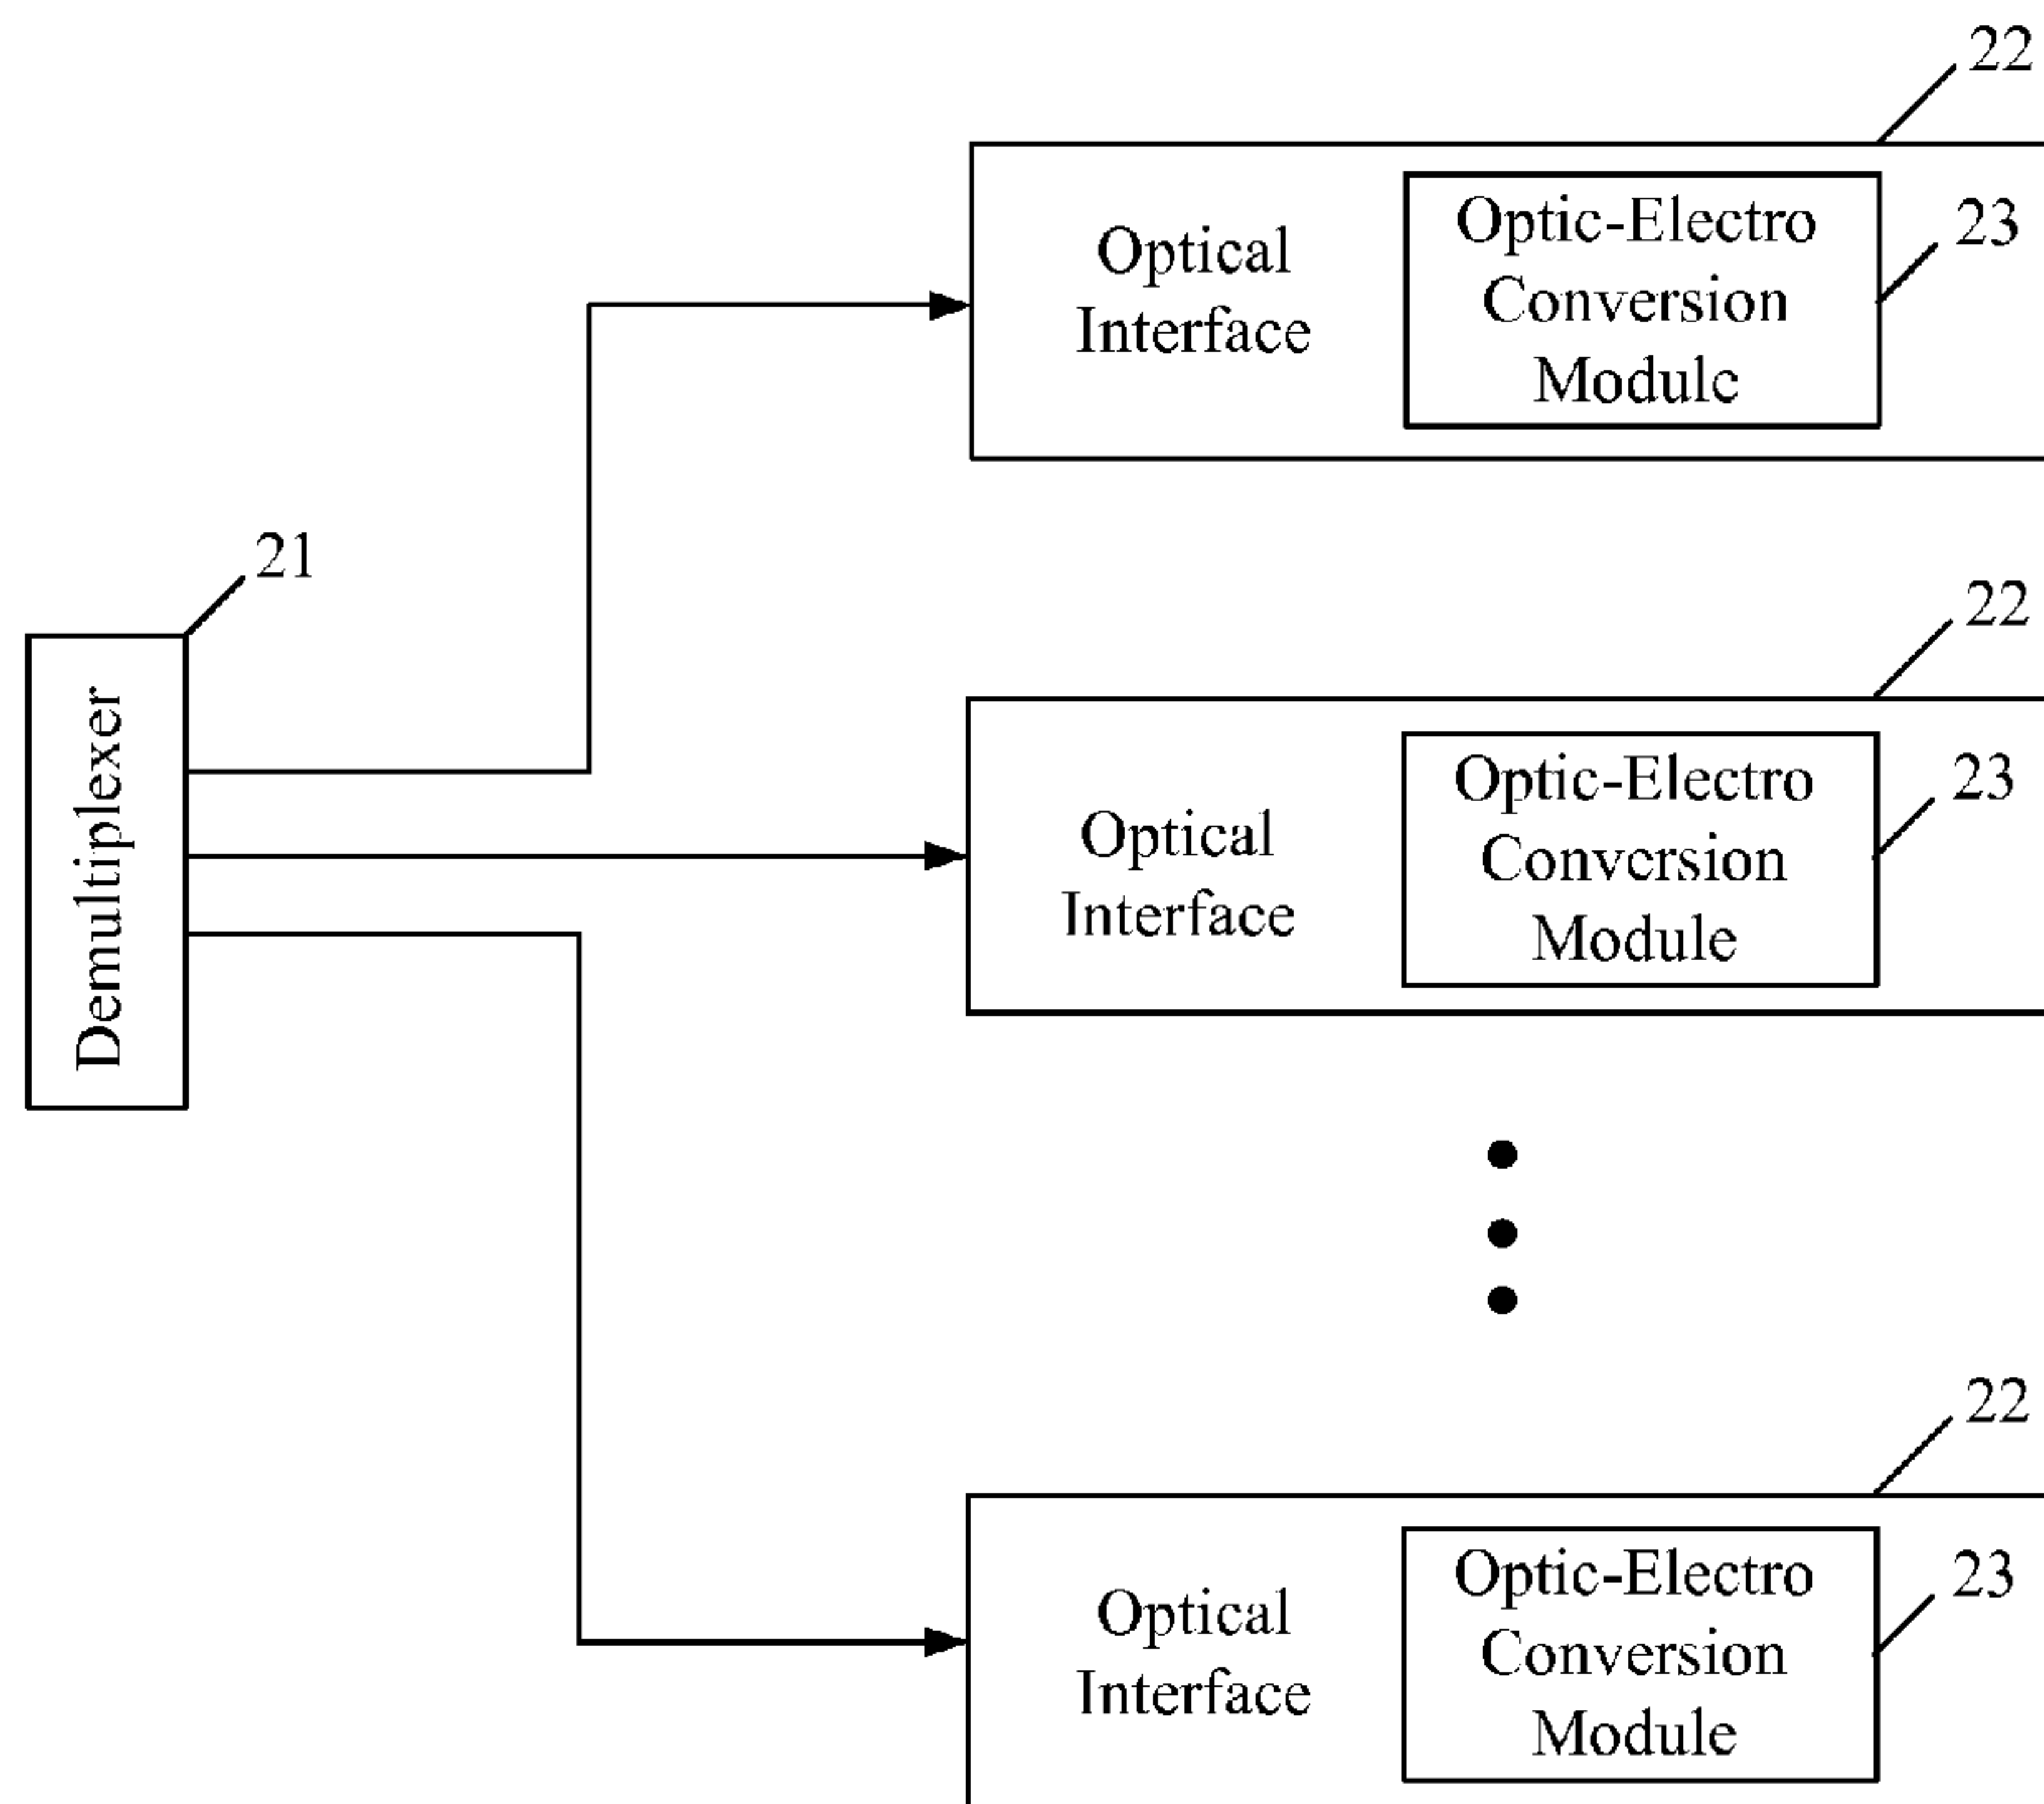 22
Optical
Interface
Optic-Electro
Conversion
Module
23
21
Demultiplexer
22
Optical
Interface
Optic-Electro
Conversion
Module
23
22
Optical
Interface
Optic-Electro
Conversion
Module
23